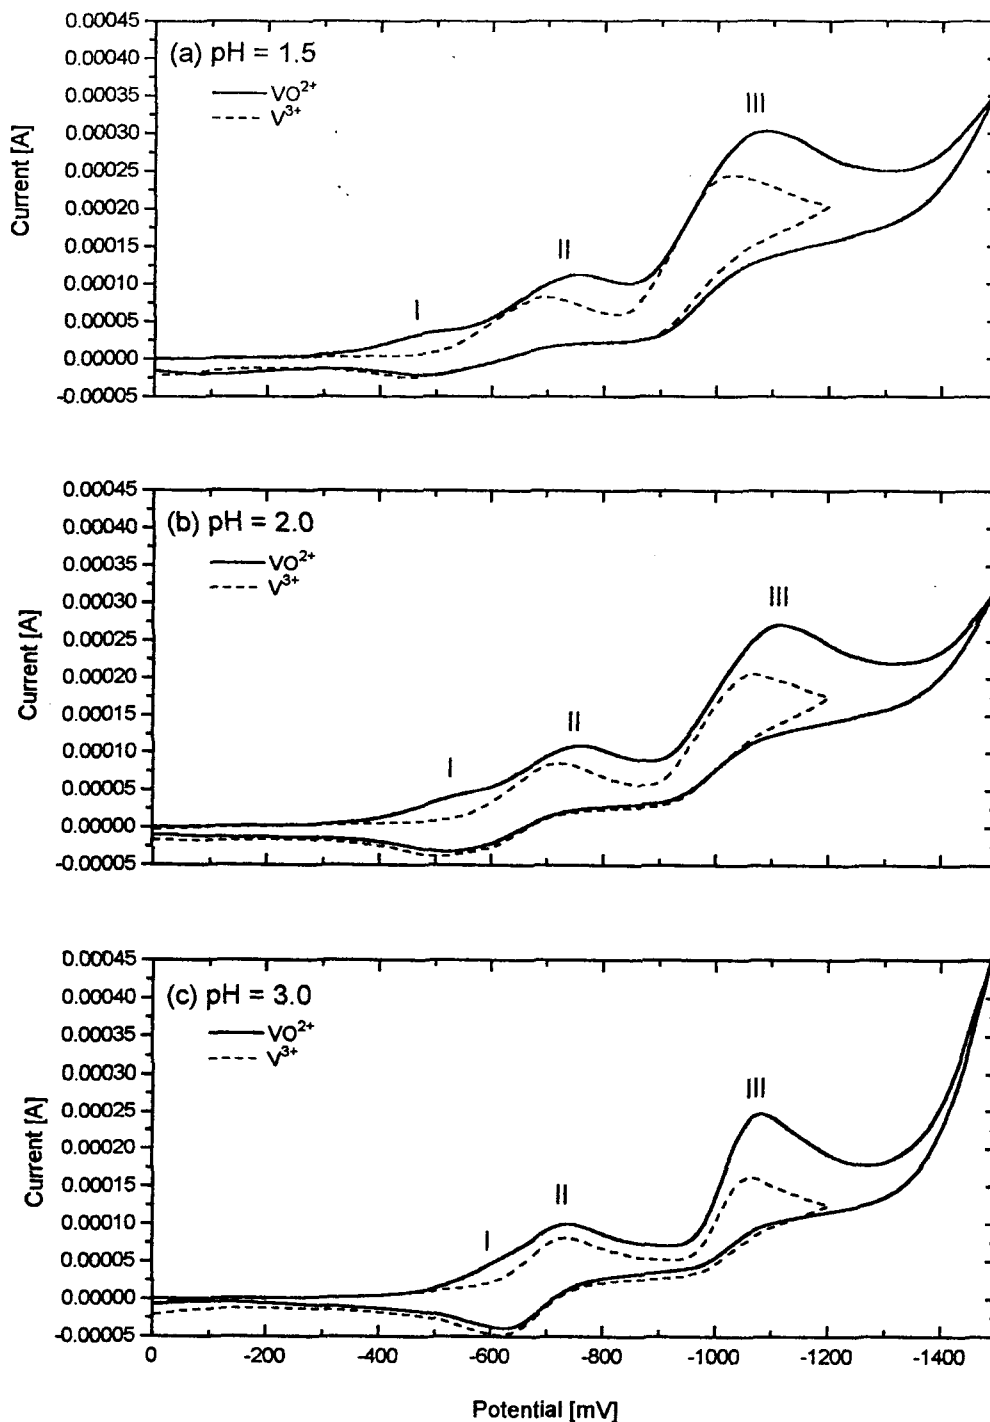 0.00045
0.00040
0.00035
0.00030
0.00025
0.00020
0.00015
0.00010
0.00005
0.00000
-0.00005
Current [A]
(a) pH = 1.5
VO²⁺
V³⁺
I
II
III
0.00045
0.00040
0.00035
0.00030
0.00025
0.00020
0.00015
0.00010
0.00005
0.00000
-0.00005
Current [A]
(b) pH = 2.0
VO²⁺
V³⁺
I
II
III
0.00045
0.00040
0.00035
0.00030
0.00025
0.00020
0.00015
0.00010
0.00005
0.00000
-0.00005
Current [A]
(c) pH = 3.0
VO²⁺
V³⁺
I
II
III
0 -200 -400 -600 -800 -1000 -1200 -1400
Potential [mV]